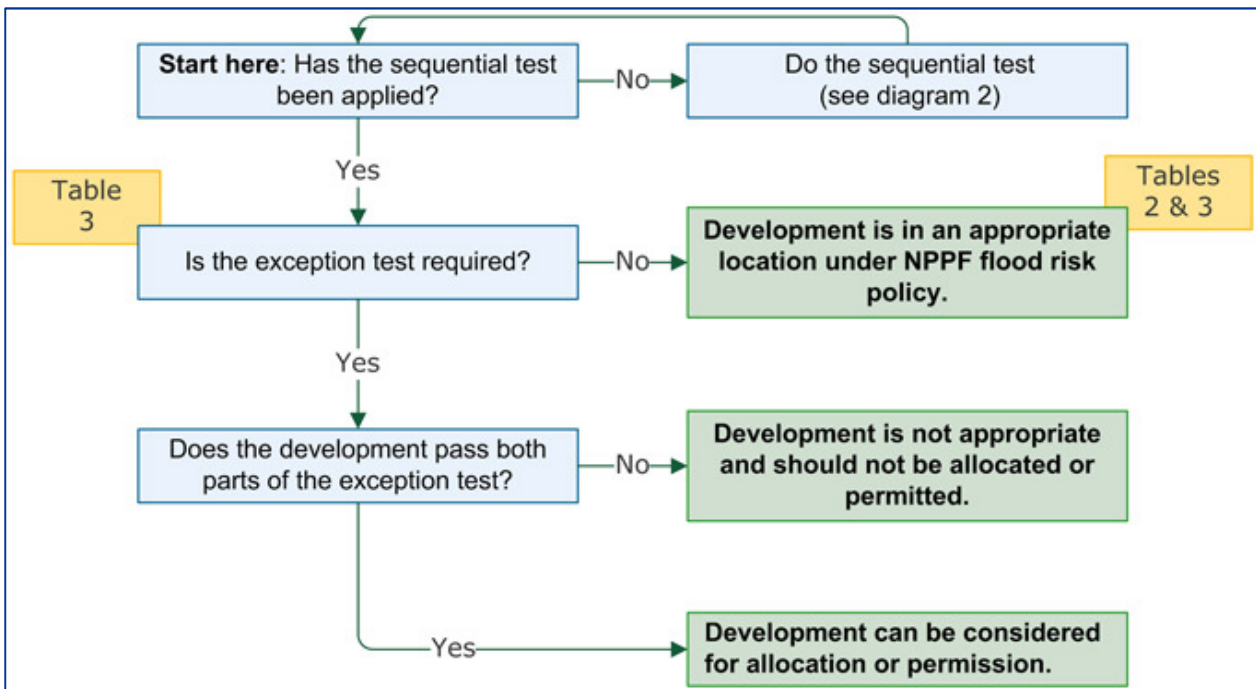 Start here: Has the sequential test
been applied?
No
Do the sequential test
(see diagram 2)
Yes
Table
3
Tables
2 & 3
Is the exception test required?
No
Development is in an appropriate
location under NPPF flood risk
policy.
Yes
Does the development pass both
parts of the exception test?
No
Development is not appropriate
and should not be allocated or
permitted.
Yes
Development can be considered
for allocation or permission.